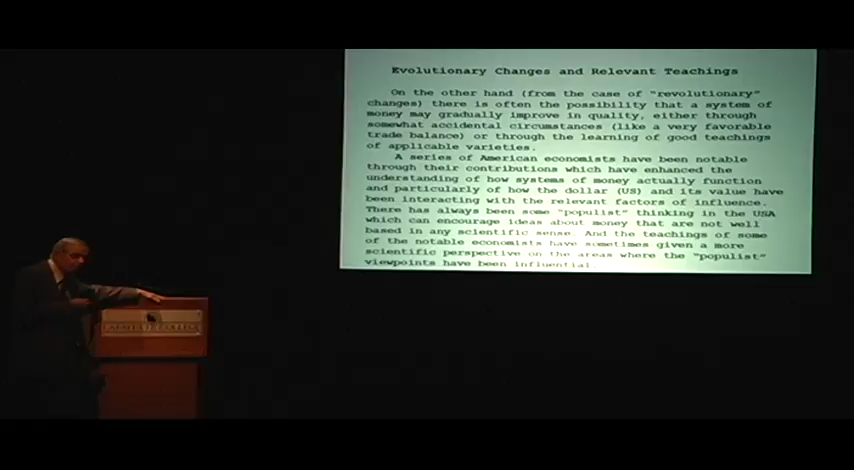 Evolutionary Changes and Relevant Teachings
On the other hand (from the case of "revolutionary"
changes) there is often the possibility that a system of
money may gradually improve in quality, either through
somewhat accidental circumstances (like a very favorable
trade balance) or through the learning of good teachings
of applicable varieties.
A series of American economists have been notable
through their contributions which have enhanced the
understanding of how systems of money actually function
and particularly of how the dollar (US) and its value have
been interacting with the relevant factors of influence.
There has always been some "populist" thinking in the USA
which can encourage ideas about money that are not well
based in any scientific sense. And the teachings of some
of the notable economists have sometimes given a more
scientific perspective on the areas where the "populist"
viewpoints have been influential.
LAFAYETTE COLLEGE